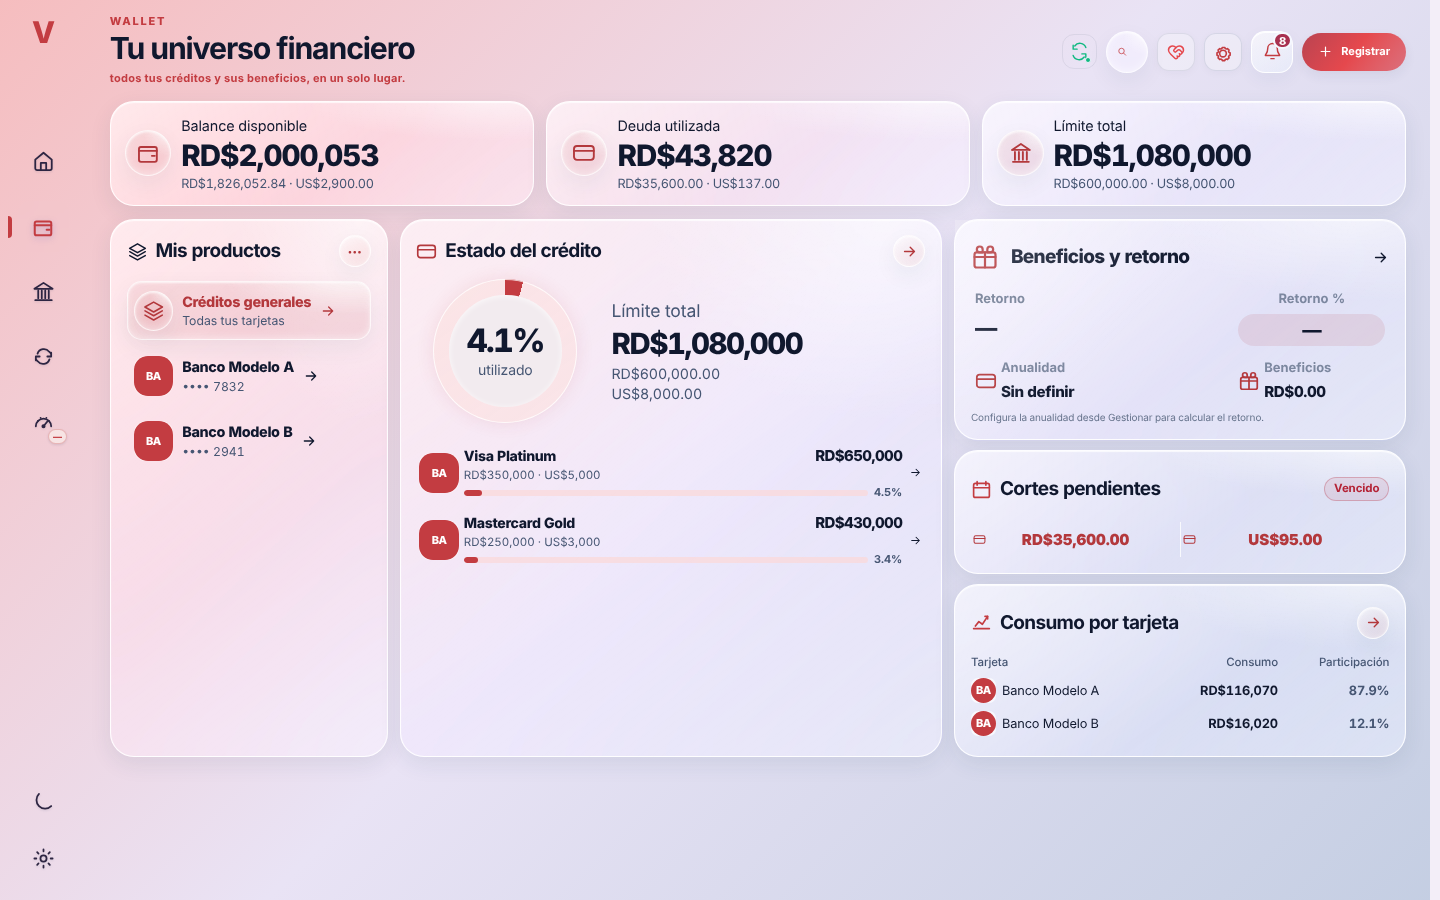 V
WALLET
Tu universo financiero
todos tus créditos y sus beneficios, en un solo lugar.
8
Registrar
Balance disponible
RD$2,000,053
RD$1,826,052.84 · US$2,900.00
Deuda utilizada
RD$43,820
RD$35,600.00 · US$137.00
Límite total
RD$1,080,000
RD$600,000.00 · US$8,000.00
Mis productos
Créditos generales
Todas tus tarjetas
BA
Banco Modelo A
•••• 7832
BA
Banco Modelo B
•••• 2941
Estado del crédito
4.1%
utilizado
Límite total
RD$1,080,000
RD$600,000.00
US$8,000.00
BA
Visa Platinum
RD$650,000
RD$350,000 · US$5,000
4.5%
BA
Mastercard Gold
RD$430,000
RD$250,000 · US$3,000
3.4%
Beneficios y retorno
Retorno
Retorno %
—
—
Anualidad
Sin definir
Beneficios
RD$0.00
Configura la anualidad desde Gestionar para calcular el retorno.
Cortes pendientes
Vencido
RD$35,600.00
US$95.00
Consumo por tarjeta
Tarjeta Consumo Participación
BA Banco Modelo A RD$116,070 87.9%
BA Banco Modelo B RD$16,020 12.1%